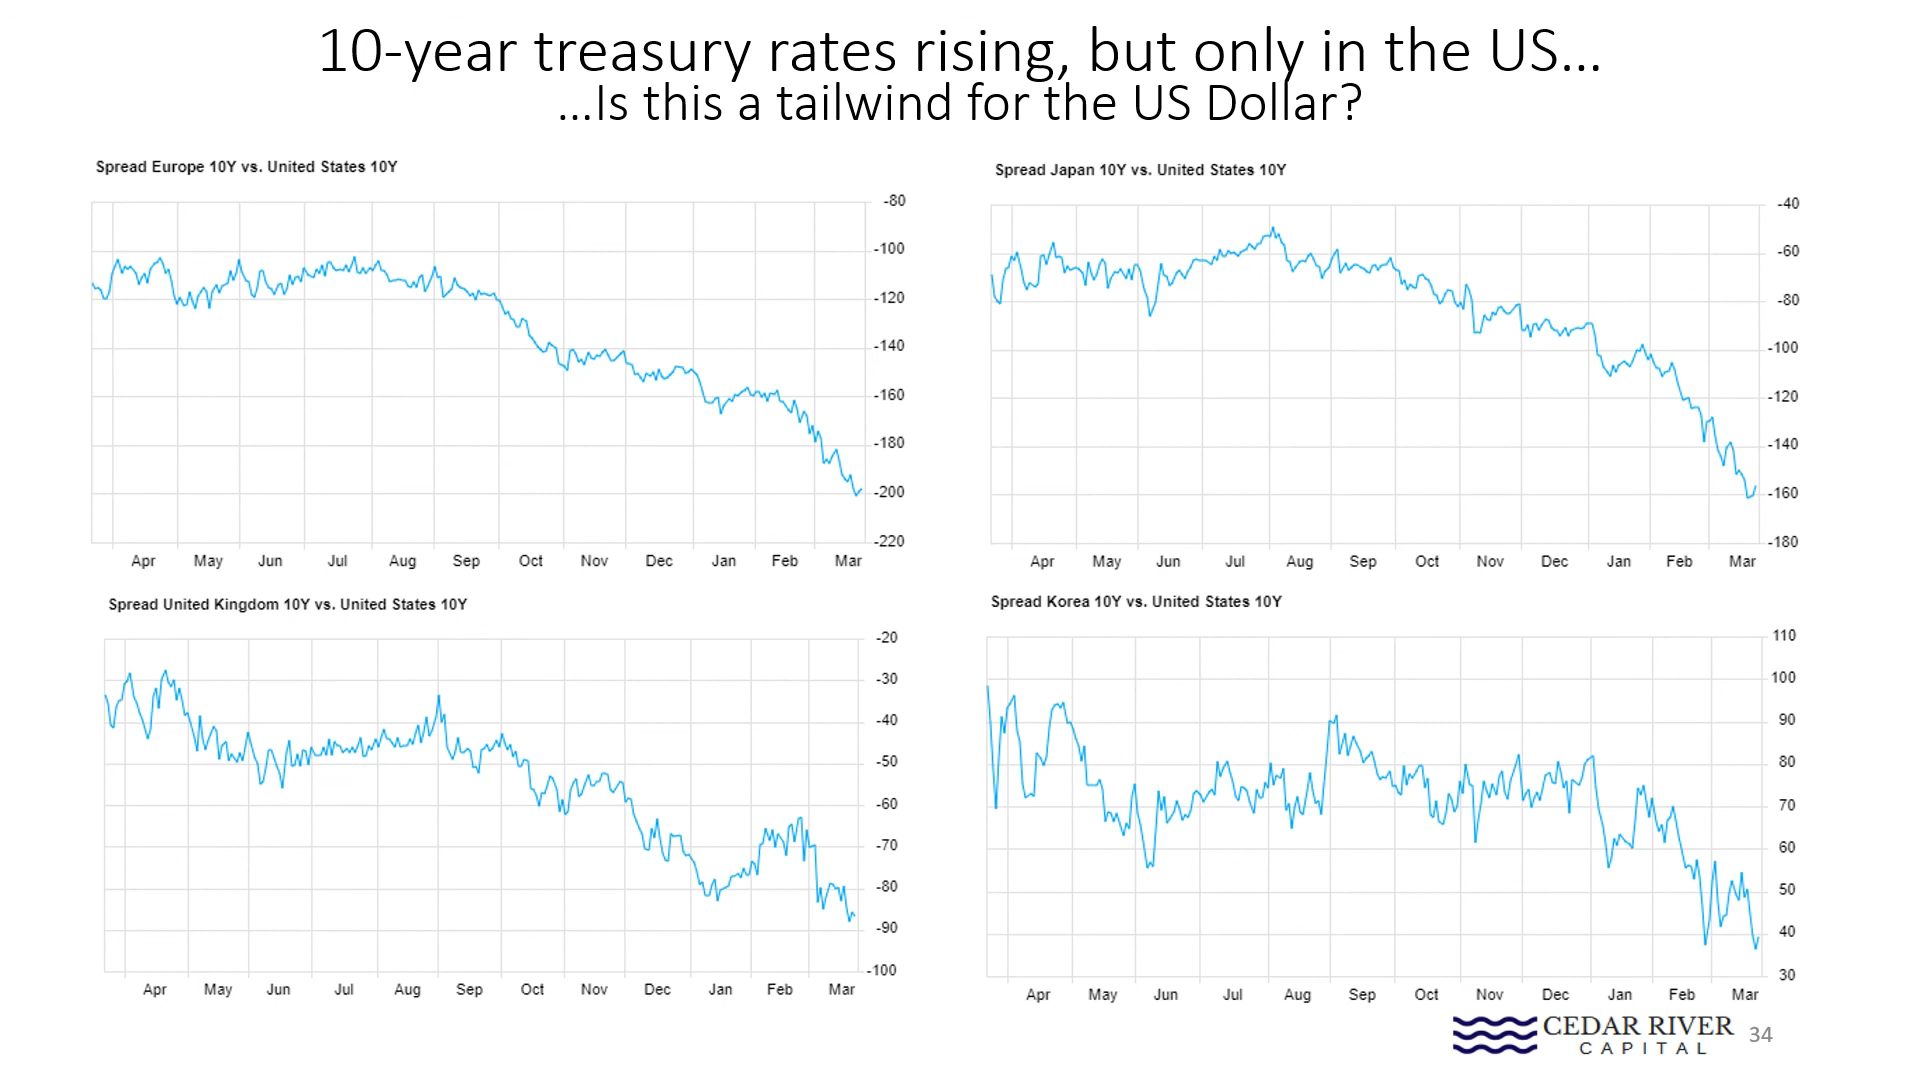 10-year treasury rates rising, but only in the US…
…Is this a tailwind for the US Dollar?
Spread Europe 10Y vs. United States 10Y
-80
-100
-120
-140
-160
-180
-200
-220
Apr May Jun Jul Aug Sep Oct Nov Dec Jan Feb Mar
Spread Japan 10Y vs. United States 10Y
-40
-60
-80
-100
-120
-140
-160
-180
Apr May Jun Jul Aug Sep Oct Nov Dec Jan Feb Mar
Spread United Kingdom 10Y vs. United States 10Y
-20
-30
-40
-50
-60
-70
-80
-90
-100
Apr May Jun Jul Aug Sep Oct Nov Dec Jan Feb Mar
Spread Korea 10Y vs. United States 10Y
110
100
90
80
70
60
50
40
30
Apr May Jun Jul Aug Sep Oct Nov Dec Jan Feb Mar
CEDAR RIVER
CAPITAL
34